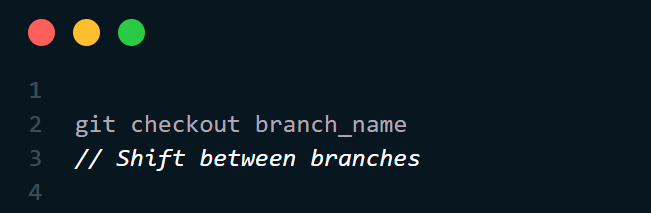 1
2 git checkout branch_name
3 // Shift between branches
4